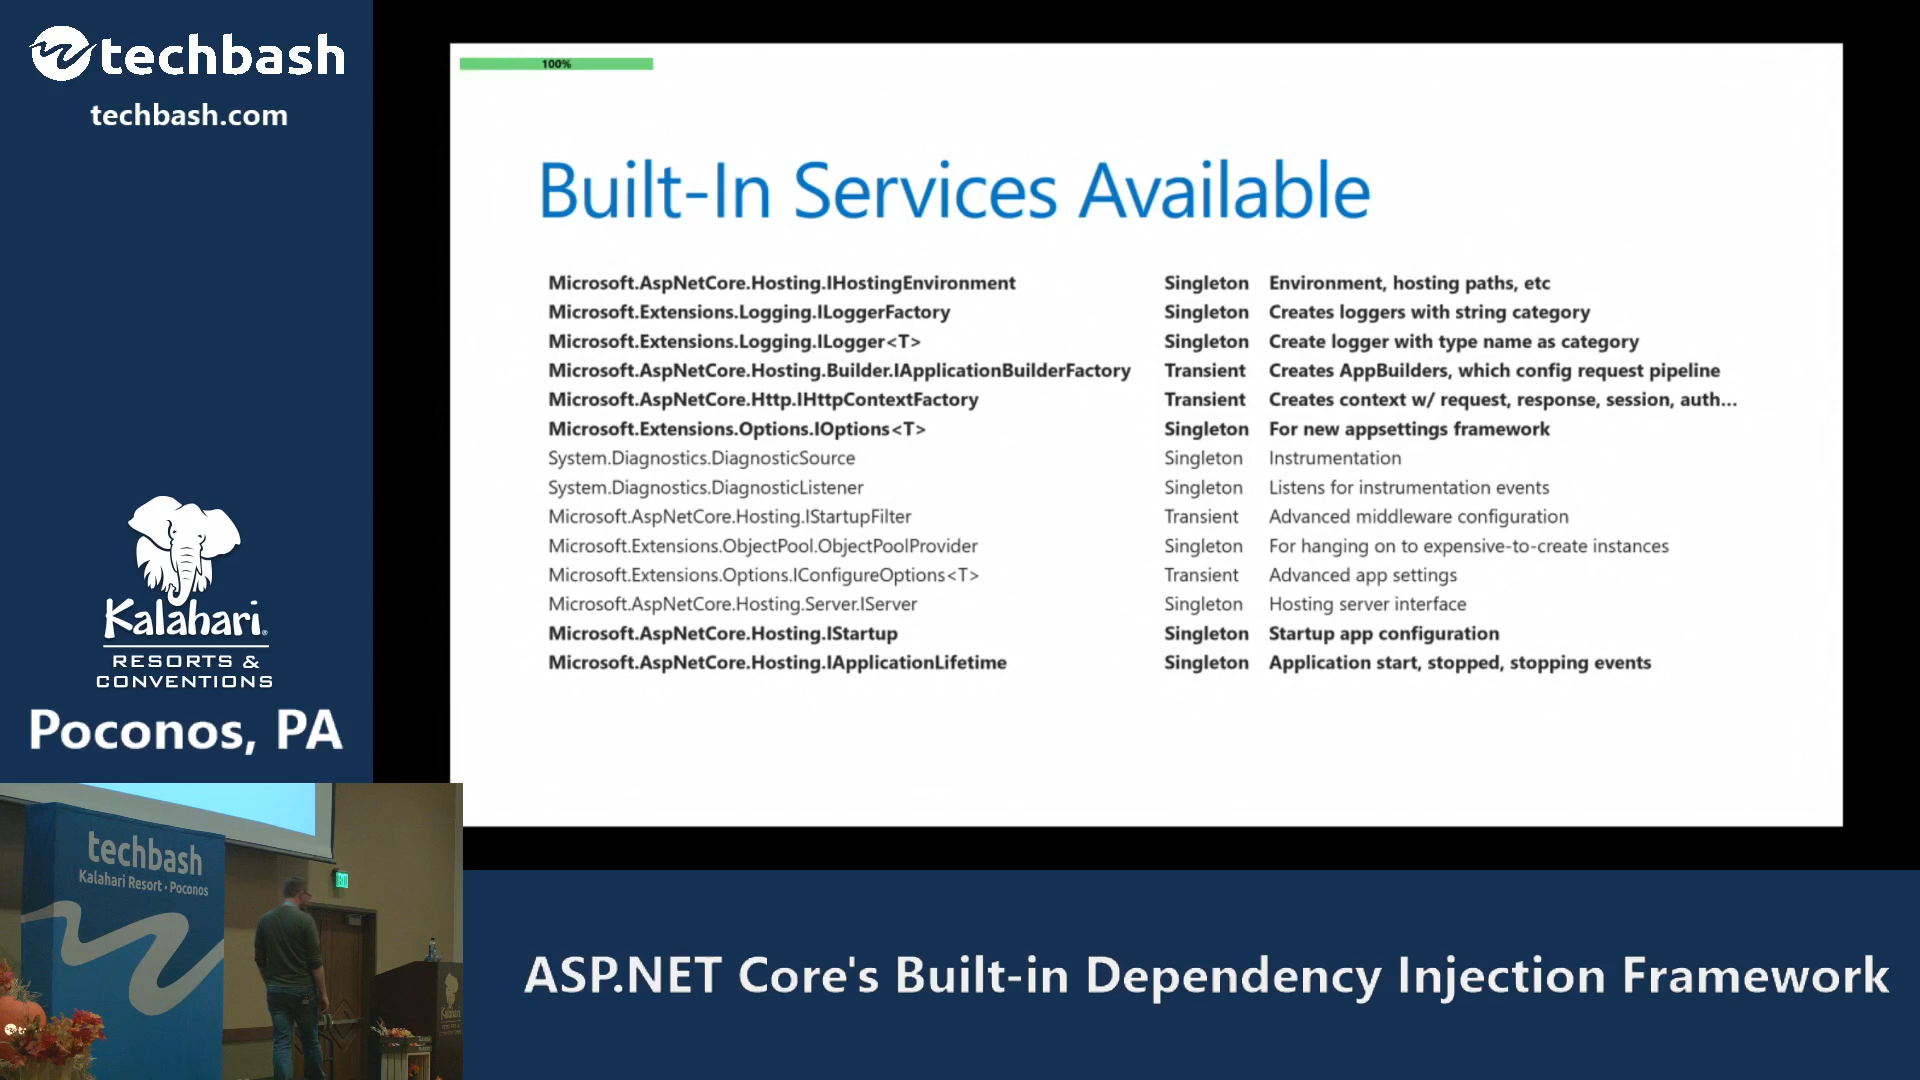 techbash
techbash.com
100%
Built-In Services Available
Microsoft.AspNetCore.Hosting.IHostingEnvironment Singleton Environment, hosting paths, etc
Microsoft.Extensions.Logging.ILoggerFactory Singleton Creates loggers with string category
Microsoft.Extensions.Logging.ILogger<T> Singleton Create logger with type name as category
Microsoft.AspNetCore.Hosting.Builder.IApplicationBuilderFactory Transient Creates AppBuilders, which config request pipeline
Microsoft.AspNetCore.Http.IHttpContextFactory Transient Creates context w/ request, response, session, auth...
Microsoft.Extensions.Options.IOptions<T> Singleton For new appsettings framework
System.Diagnostics.DiagnosticSource Singleton Instrumentation
System.Diagnostics.DiagnosticListener Singleton Listens for instrumentation events
Microsoft.AspNetCore.Hosting.IStartupFilter Transient Advanced middleware configuration
Microsoft.Extensions.ObjectPool.ObjectPoolProvider Singleton For hanging on to expensive-to-create instances
Microsoft.Extensions.Options.IConfigureOptions<T> Transient Advanced app settings
Microsoft.AspNetCore.Hosting.Server.IServer Singleton Hosting server interface
Microsoft.AspNetCore.Hosting.IStartup Singleton Startup app configuration
Microsoft.AspNetCore.Hosting.IApplicationLifetime Singleton Application start, stopped, stopping events
Kalahari®
RESORTS &
CONVENTIONS
Poconos, PA
techbash
Kalahari Resort · Poconos
EXIT
Kalahari
ASP.NET Core's Built-in Dependency Injection Framework